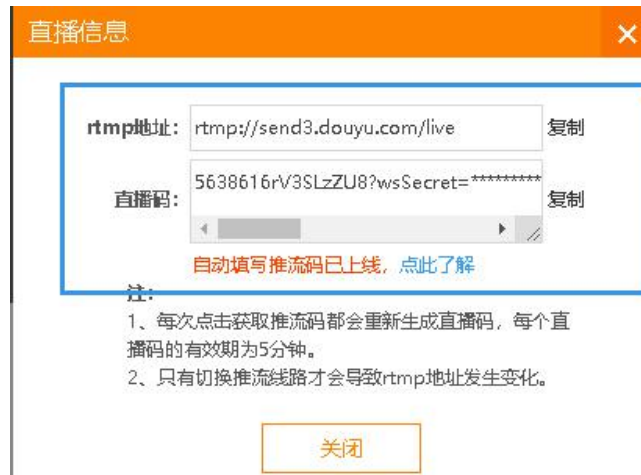 直播信息
rtmp地址: rtmp://send3.douyu.com/live 复制
直播码: 5638616rV3SLzZU8?wsSecret=********* 复制
自动填写推流码已上线, 点此了解
注:
1、每次点击获取推流码都会重新生成直播码, 每个直
播码的有效期为5分钟。
2、只有切换推流线路才会导致rtmp地址发生变化。
关闭